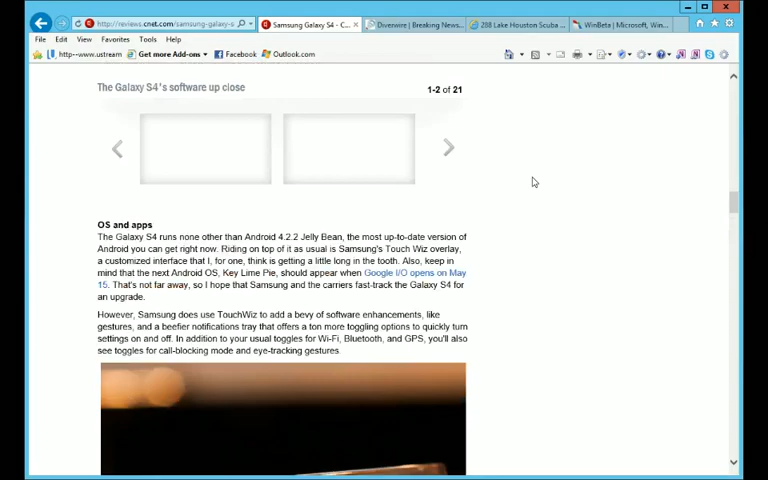 http://reviews.cnet.com/samsung-galaxy-s
Samsung Galaxy S4 - C...
Diverwire | Breaking News...
288 Lake Houston Scuba ...
WinBeta | Microsoft, Win...
File Edit View Favorites Tools Help
http--www.ustream
Get more Add-ons
Facebook
Outlook.com
The Galaxy S4's software up close
1-2 of 21
OS and apps
The Galaxy S4 runs none other than Android 4.2.2 Jelly Bean, the most up-to-date version of
Android you can get right now. Riding on top of it as usual is Samsung's Touch Wiz overlay,
a customized interface that I, for one, think is getting a little long in the tooth. Also, keep in
mind that the next Android OS, Key Lime Pie, should appear when Google I/O opens on May
15. That's not far away, so I hope that Samsung and the carriers fast-track the Galaxy S4 for
an upgrade.
However, Samsung does use TouchWiz to add a bevy of software enhancements, like
gestures, and a beefier notifications tray that offers a ton more toggling options to quickly turn
settings on and off. In addition to your usual toggles for Wi-Fi, Bluetooth, and GPS, you'll also
see toggles for call-blocking mode and eye-tracking gestures